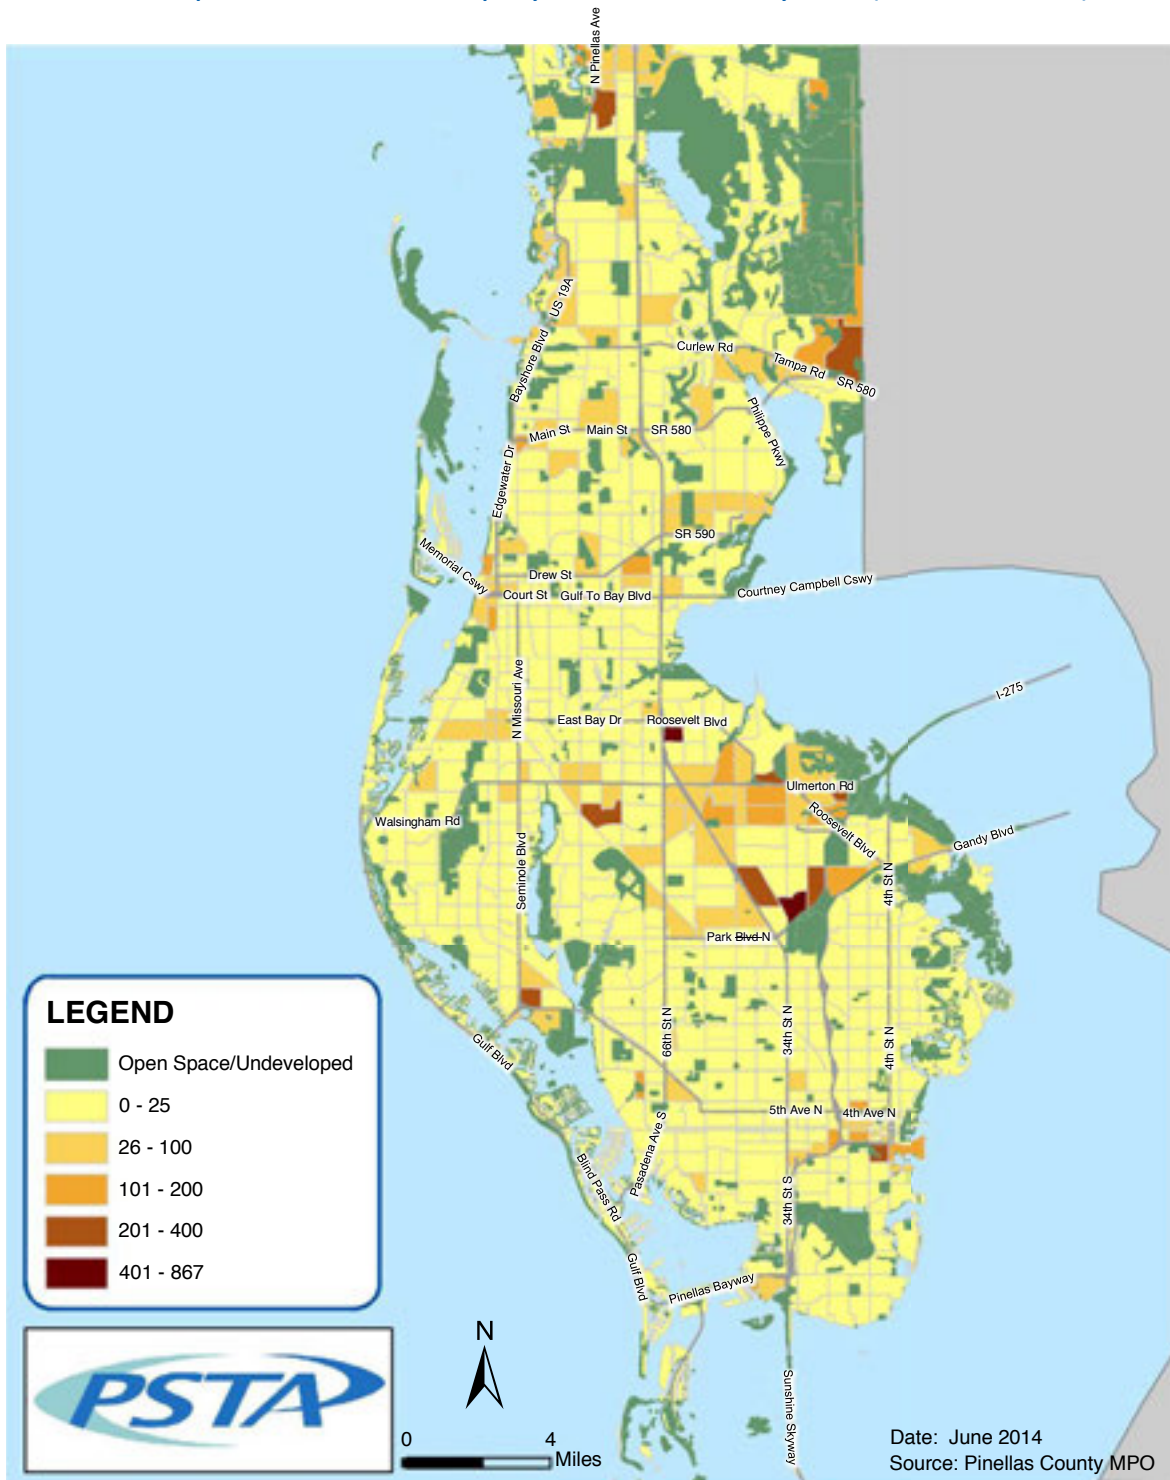 N Pinellas Ave
US 19A
Bayshore Blvd
Curlew Rd
Tampa Rd
SR 580
Philippe Pkwy
Main St
Main St
SR 580
Edgewater Dr
SR 590
Memorial Cswy
Drew St
Court St
Gulf To Bay Blvd
Courtney Campbell Cswy
N Missouri Ave
I-275
East Bay Dr
Roosevelt Blvd
Ulmerton Rd
Walsingham Rd
Roosevelt Blvd
Gandy Blvd
Seminole Blvd
4th St N
Park Blvd N
66th St N
34th St N
4th St N
Gulf Blvd
5th Ave N
4th Ave N
Pasadena Ave S
Blind Pass Rd
34th St S
Gulf Blvd
Pinellas Bayway
Sunshine Skyway
LEGEND
Open Space/Undeveloped
0 - 25
26 - 100
101 - 200
201 - 400
401 - 867
PSTA
N
0 4
Miles
Date: June 2014
Source: Pinellas County MPO